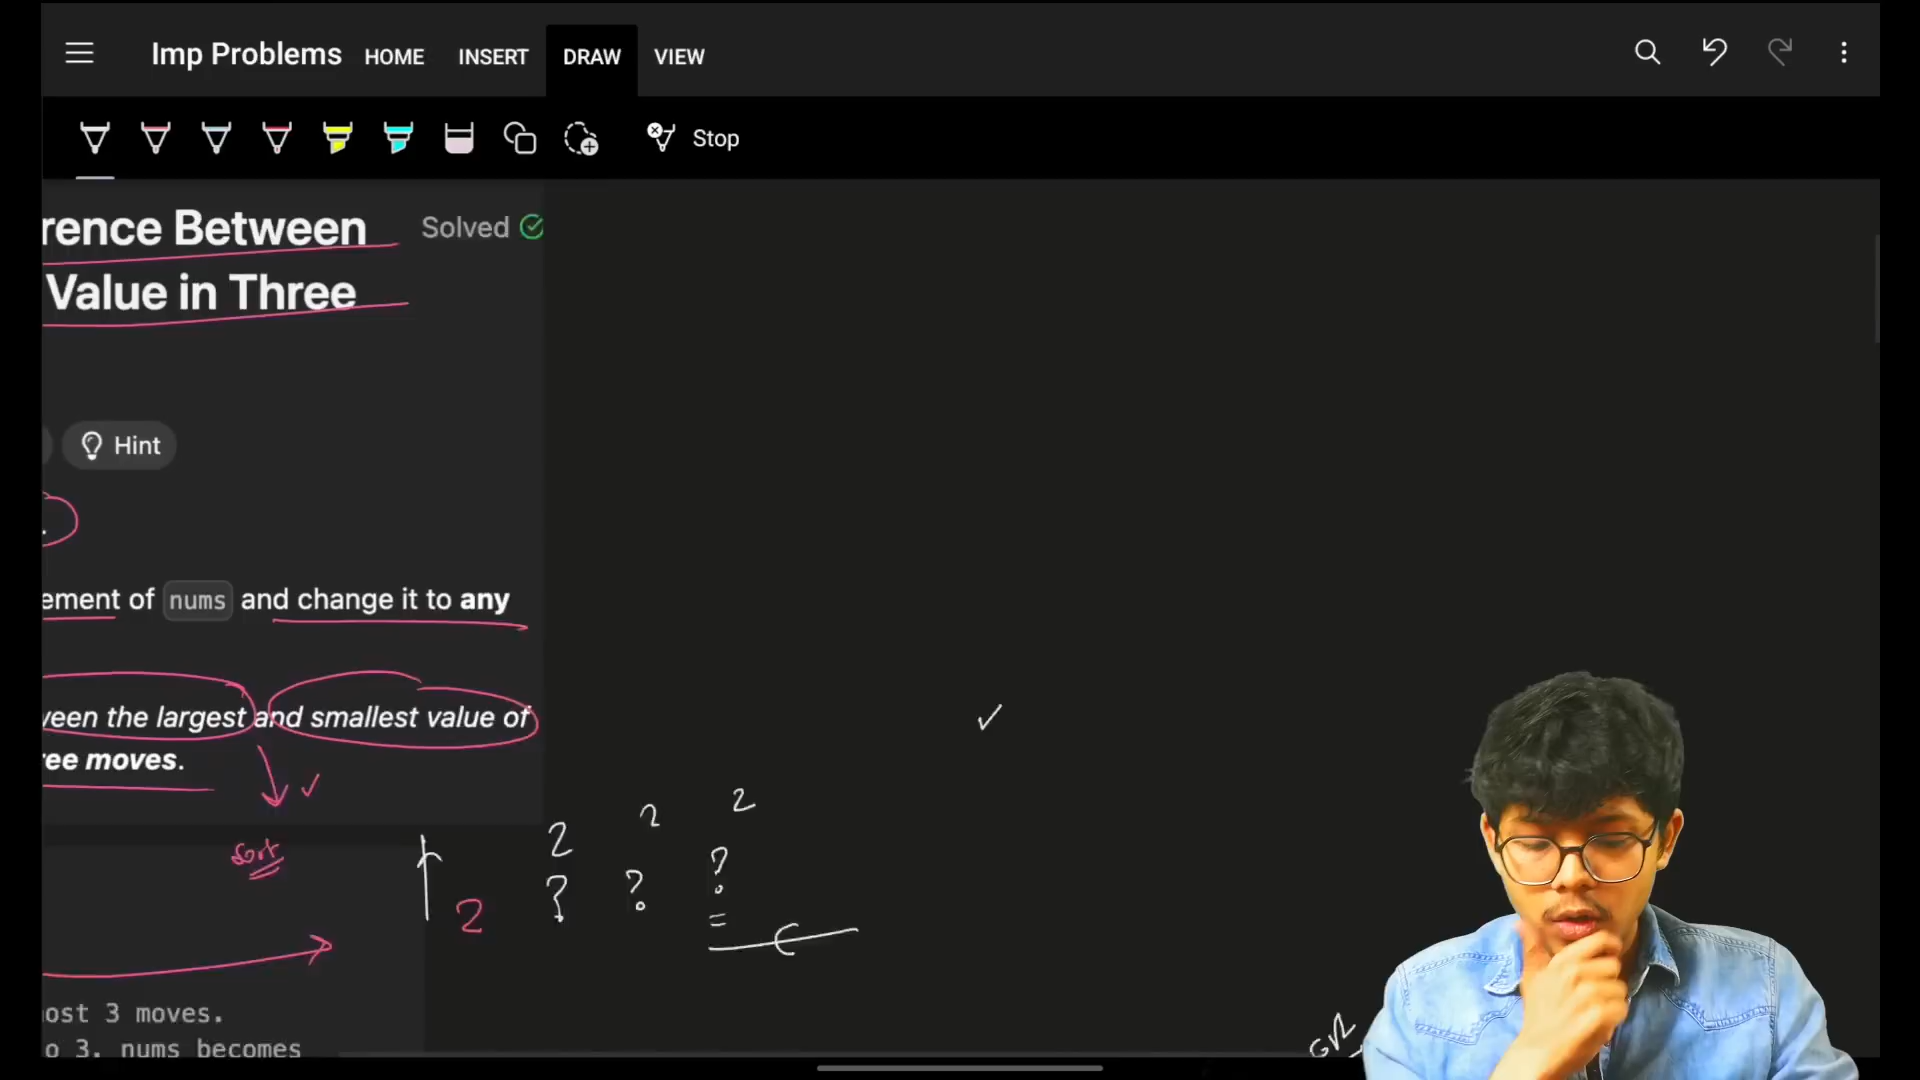 Imp Problems HOME INSERT DRAW VIEW
Stop
rence Between Solved
Value in Three
Hint
.
ement of nums and change it to any
ween the largest and smallest value of
ree moves.
sort
2 2 2
2 ? ? ?
=
ost 3 moves.
o 3. nums becomes